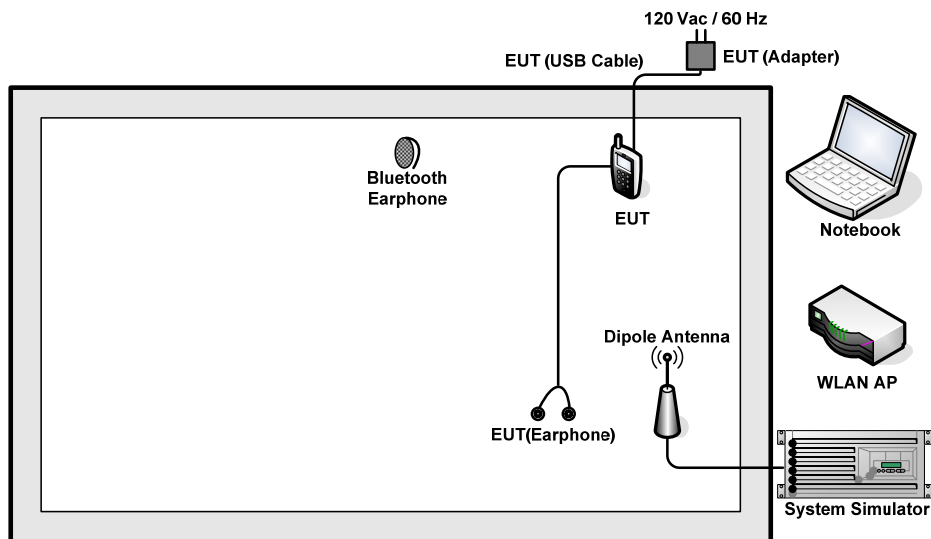 120 Vac / 60 Hz
EUT (USB Cable)
EUT (Adapter)
Bluetooth
Earphone
EUT
Notebook
Dipole Antenna
WLAN AP
EUT(Earphone)
System Simulator